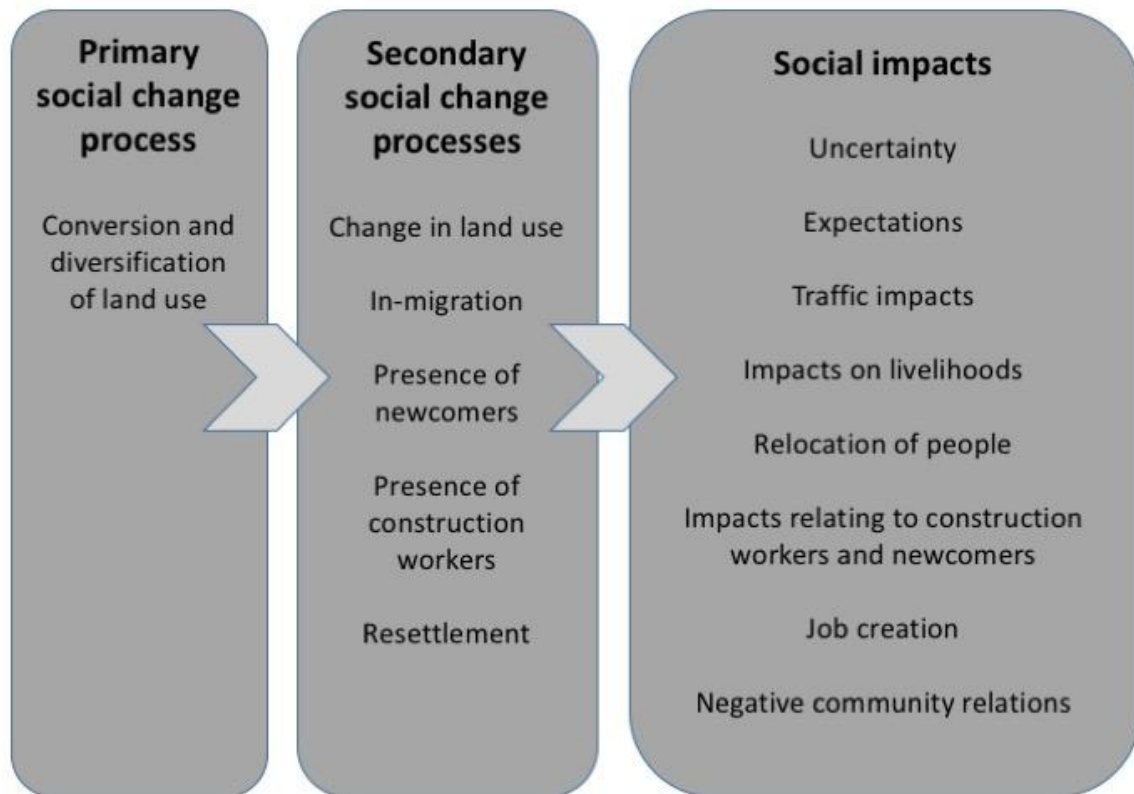 Primary
social change
process
Conversion and
diversification
of land use
Secondary
social change
processes
Change in land use
In-migration
Presence of
newcomers
Presence of
construction
workers
Resettlement
Social impacts
Uncertainty
Expectations
Traffic impacts
Impacts on livelihoods
Relocation of people
Impacts relating to construction
workers and newcomers
Job creation
Negative community relations